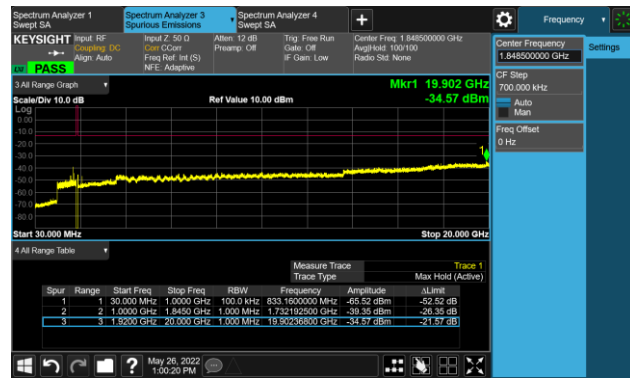 Spectrum Analyzer 1
Swept SA
Spectrum Analyzer 3
Spurious Emissions
Spectrum Analyzer 4
Swept SA
+
Frequency
KEYSIGHT
Input: RF
Coupling: DC
Align: Auto
Input Z: 50 Ω
Corr CCorr
Freq Ref: Int (S)
NFE: Adaptive
Atten: 12 dB
Preamp: Off
Trig: Free Run
Gate: Off
IF Gain: Low
Center Freq: 1.848500000 GHz
Avg|Hold: 100/100
Radio Std: None
PASS
Center Frequency
1.848500000 GHz
Settings
CF Step
700.000 kHz
Auto
Man
Freq Offset
0 Hz
3 All Range Graph
Mkr1 19.902 GHz
-34.57 dBm
Scale/Div 10.0 dB
Ref Value 10.00 dBm
Log
0.00
-10.0
-20.0
-30.0
-40.0
-50.0
-60.0
-70.0
-80.0
1
Start 30.000 MHz
Stop 20.000 GHz
4 All Range Table
Measure Trace Trace 1
Trace Type Max Hold (Active)
Spur Range Start Freq Stop Freq RBW Frequency Amplitude ΔLimit
1 1 30.000 MHz 1.0000 GHz 100.0 kHz 833.1600000 MHz -65.52 dBm -52.52 dB
2 2 1.0000 GHz 1.8450 GHz 1.000 MHz 1.732192500 GHz -39.35 dBm -26.35 dB
3 3 1.9200 GHz 20.000 GHz 1.000 MHz 19.90236800 GHz -34.57 dBm -21.57 dB
?
May 26, 2022
1:00:20 PM